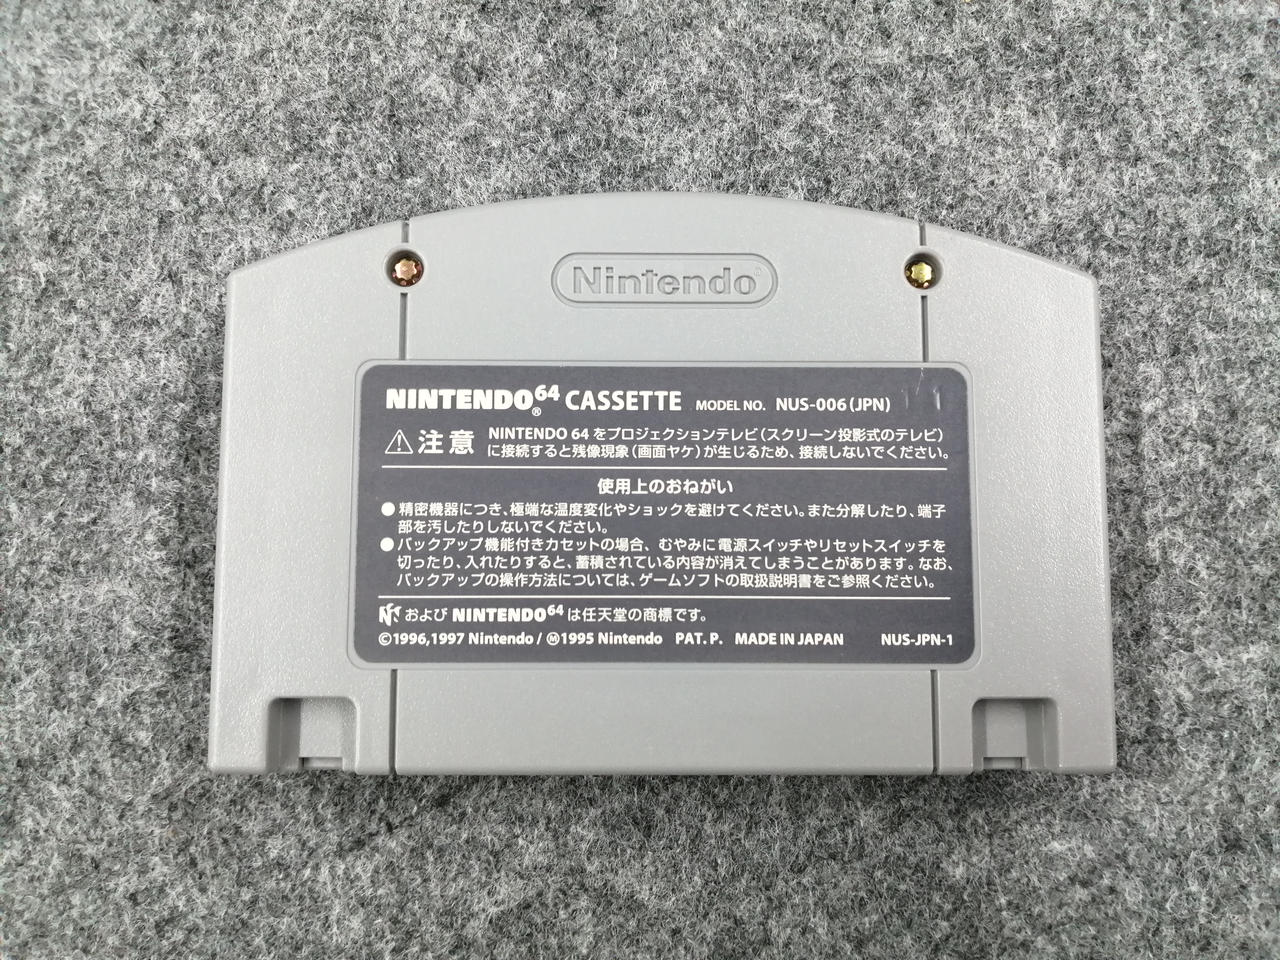 Nintendo
NINTENDO64® CASSETTE MODEL NO. NUS-006(JPN)
⚠注意 NINTENDO 64 をプロジェクションテレビ(スクリーン投影式のテレビ)
に接続すると残像現象(画面ヤケ)が生じるため、接続しないでください。
使用上のおねがい
●精密機器につき、極端な温度変化やショックを避けてください。また分解したり、端子
部を汚したりしないでください。
●バックアップ機能付きカセットの場合、むやみに電源スイッチやリセットスイッチを
切ったり、入れたりすると、蓄積されている内容が消えてしまうことがあります。なお、
バックアップの操作方法については、ゲームソフトの取扱説明書をご参照ください。
および NINTENDO64 は任天堂の商標です。
©1996,1997 Nintendo/Ⓜ1995 Nintendo PAT. P. MADE IN JAPAN NUS-JPN-1